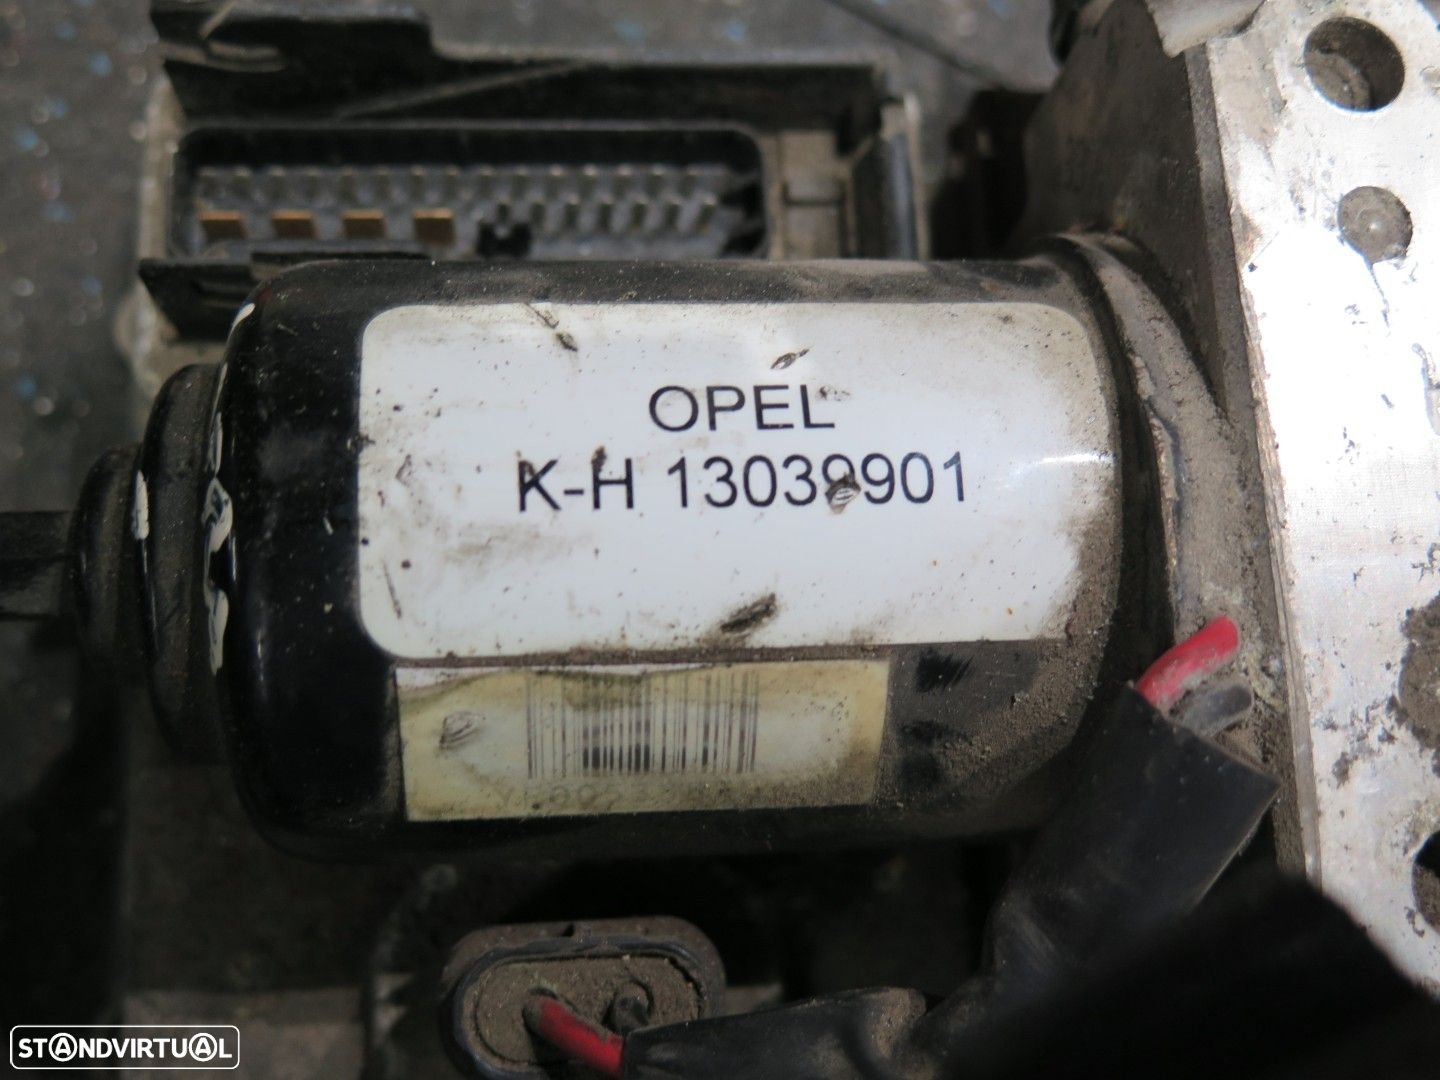 OPEL
K-H 13039901
STANDVIRTUAL